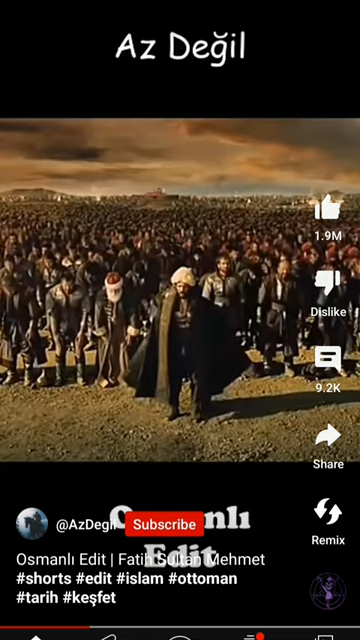 Az Değil
1.9M
Dislike
9.2K
Share
Remix
@AzDegil
Subscribe
Osmanlı
Edit
Osmanlı Edit | Fatih Sultan Mehmet
#shorts #edit #islam #ottoman
#tarih #keşfet